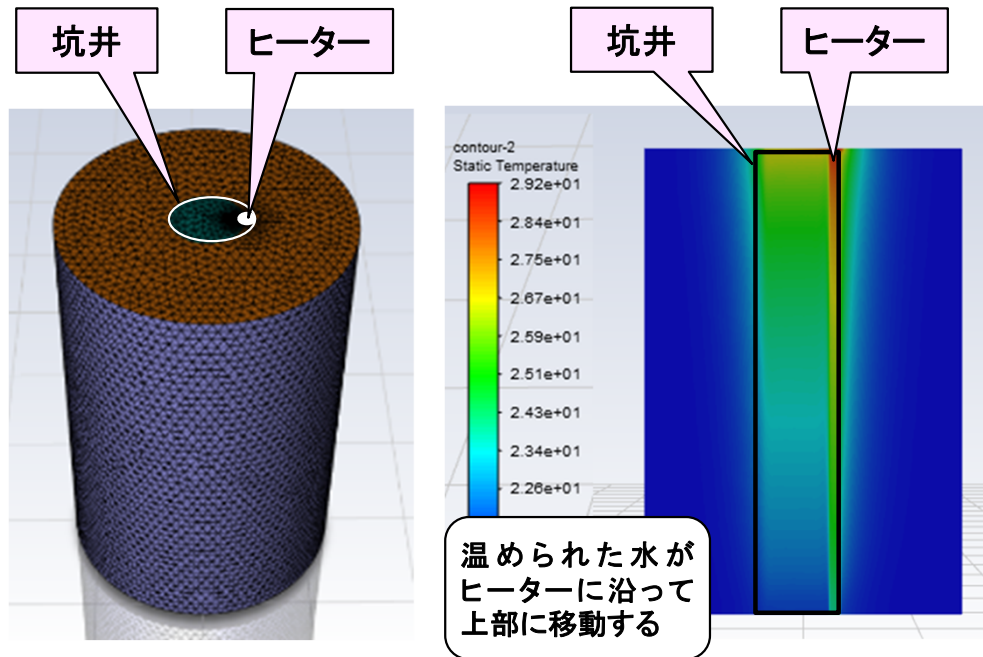 坑井
ヒーター
坑井
ヒーター
contour-2
Static Temperature
2.92e+01
2.84e+01
2.75e+01
2.67e+01
2.59e+01
2.51e+01
2.43e+01
2.34e+01
2.26e+01
温められた水が
ヒーターに沿って
上部に移動する